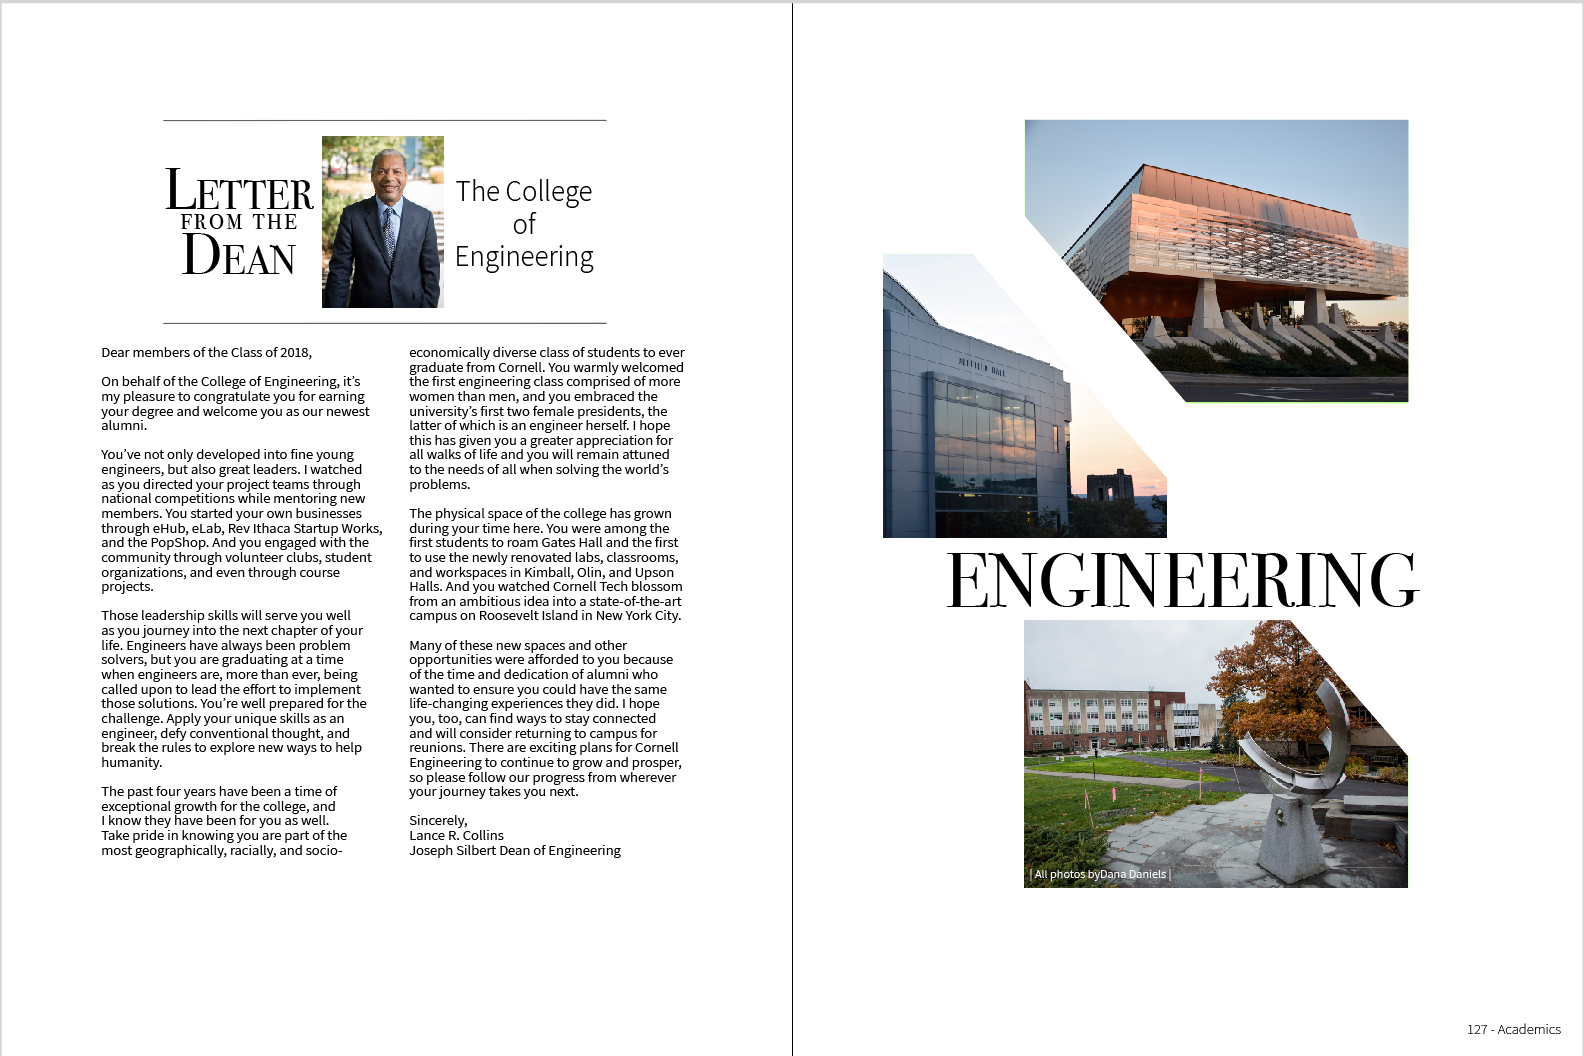 LETTER
FROM THE
DEAN
The College
of
Engineering
Dear members of the Class of 2018,
On behalf of the College of Engineering, it's
my pleasure to congratulate you for earning
your degree and welcome you as our newest
alumni.
You've not only developed into fine young
engineers, but also great leaders. I watched
as you directed your project teams through
national competitions while mentoring new
members. You started your own businesses
through eHub, eLab, Rev Ithaca Startup Works,
and the PopShop. And you engaged with the
community through volunteer clubs, student
organizations, and even through course
projects.
Those leadership skills will serve you well
as you journey into the next chapter of your
life. Engineers have always been problem
solvers, but you are graduating at a time
when engineers are, more than ever, being
called upon to lead the effort to implement
those solutions. You're well prepared for the
challenge. Apply your unique skills as an
engineer, defy conventional thought, and
break the rules to explore new ways to help
humanity.
The past four years have been a time of
exceptional growth for the college, and
I know they have been for you as well.
Take pride in knowing you are part of the
most geographically, racially, and socio-
economically diverse class of students to ever
graduate from Cornell. You warmly welcomed
the first engineering class comprised of more
women than men, and you embraced the
university's first two female presidents, the
latter of which is an engineer herself. I hope
this has given you a greater appreciation for
all walks of life and you will remain attuned
to the needs of all when solving the world's
problems.
The physical space of the college has grown
during your time here. You were among the
first students to roam Gates Hall and the first
to use the newly renovated labs, classrooms,
and workspaces in Kimball, Olin, and Upson
Halls. And you watched Cornell Tech blossom
from an ambitious idea into a state-of-the-art
campus on Roosevelt Island in New York City.
Many of these new spaces and other
opportunities were afforded to you because
of the time and dedication of alumni who
wanted to ensure you could have the same
life-changing experiences they did. I hope
you, too, can find ways to stay connected
and will consider returning to campus for
reunions. There are exciting plans for Cornell
Engineering to continue to grow and prosper,
so please follow our progress from wherever
your journey takes you next.
Sincerely,
Lance R. Collins
Joseph Silbert Dean of Engineering
DUFFIELD HALL
ENGINEERING
| All photos byDana Daniels |
127 - Academics